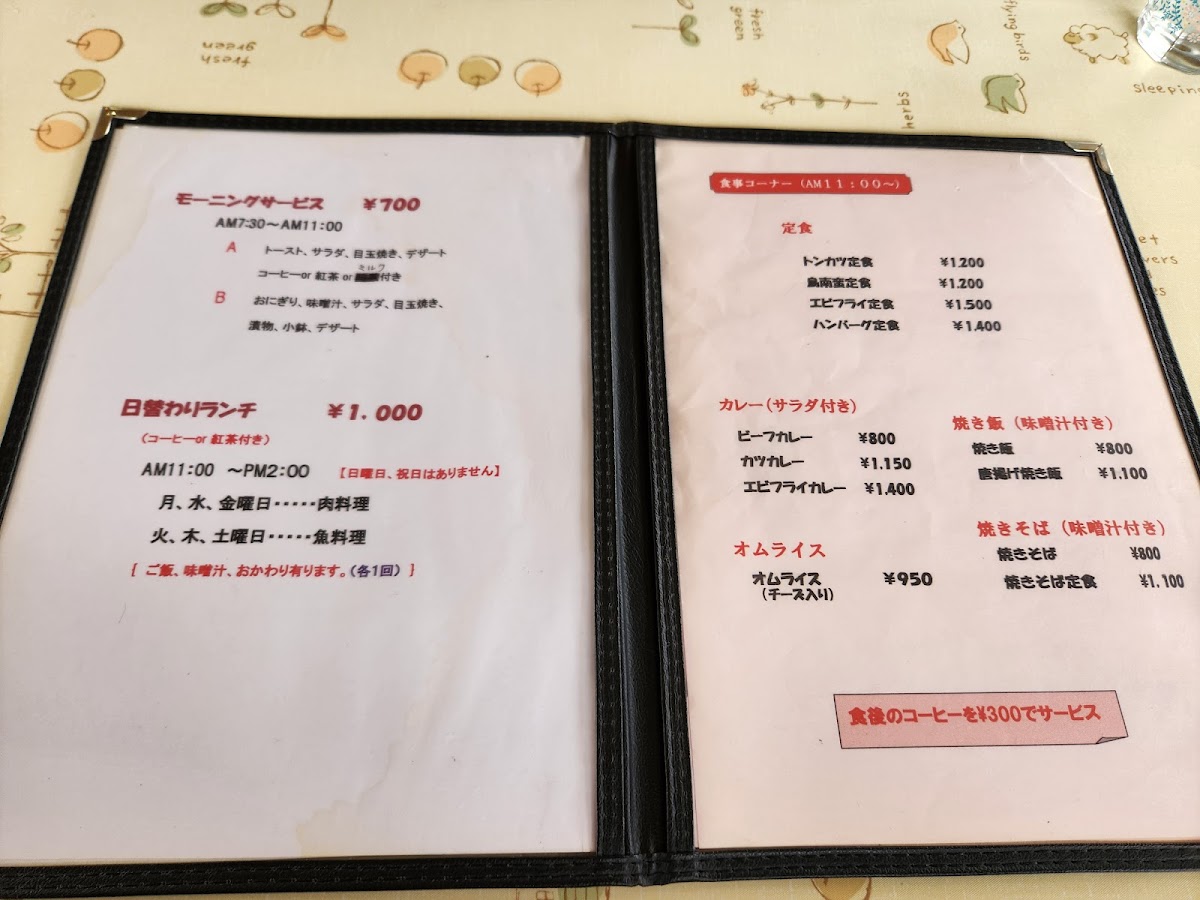 fresh green
fresh green
flying birds
herbs
sleeping
モーニングサービス ¥700
AM7:30～AM11:00
A トースト、サラダ、目玉焼き、デザート
ミルク
コーヒーor 紅茶 or 付き
B おにぎり、味噌汁、サラダ、目玉焼き、
漬物、小鉢、デザート
日替わりランチ ¥1.000
(コーヒーor 紅茶付き)
AM11:00 ～PM2:00 【日曜日、祝日はありません】
月、水、金曜日・・・・・肉料理
火、木、土曜日・・・・・魚料理
[ ご飯、味噌汁、おかわり有ります。(各1回) ]
食事コーナー (AM11:00～)
定食
トンカツ定食 ¥1.200
鳥南蛮定食 ¥1.200
エビフライ定食 ¥1.500
ハンバーグ定食 ¥1.400
カレー(サラダ付き)
ビーフカレー ¥800
カツカレー ¥1.150
エビフライカレー ¥1.400
オムライス
オムライス ¥950
(チーズ入り)
焼き飯 (味噌汁付き)
焼き飯 ¥800
唐揚げ焼き飯 ¥1.100
焼きそば (味噌汁付き)
焼きそば ¥800
焼きそば定食 ¥1.100
食後のコーヒーを¥300でサービス